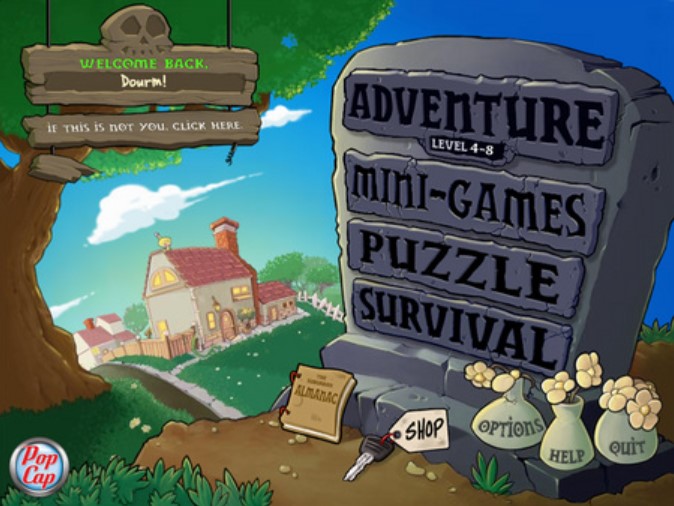 WELCOME BACK,
Dourm!
IF THIS IS NOT YOU, CLICK HERE.
ADVENTURE
LEVEL 4-8
MINI-GAMES
PUZZLE
SURVIVAL
ALMANAC
SHOP
OPTIONS
HELP
QUIT
Pop
Cap